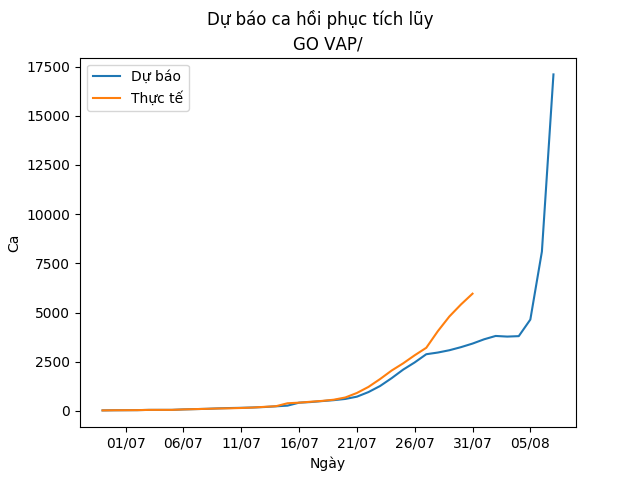 Dự báo ca hồi phục tích lũy
GO VAP/
Dự báo
Thực tế
17500
15000
12500
10000
7500
5000
2500
0
Ca
01/07 06/07 11/07 16/07 21/07 26/07 31/07 05/08
Ngày